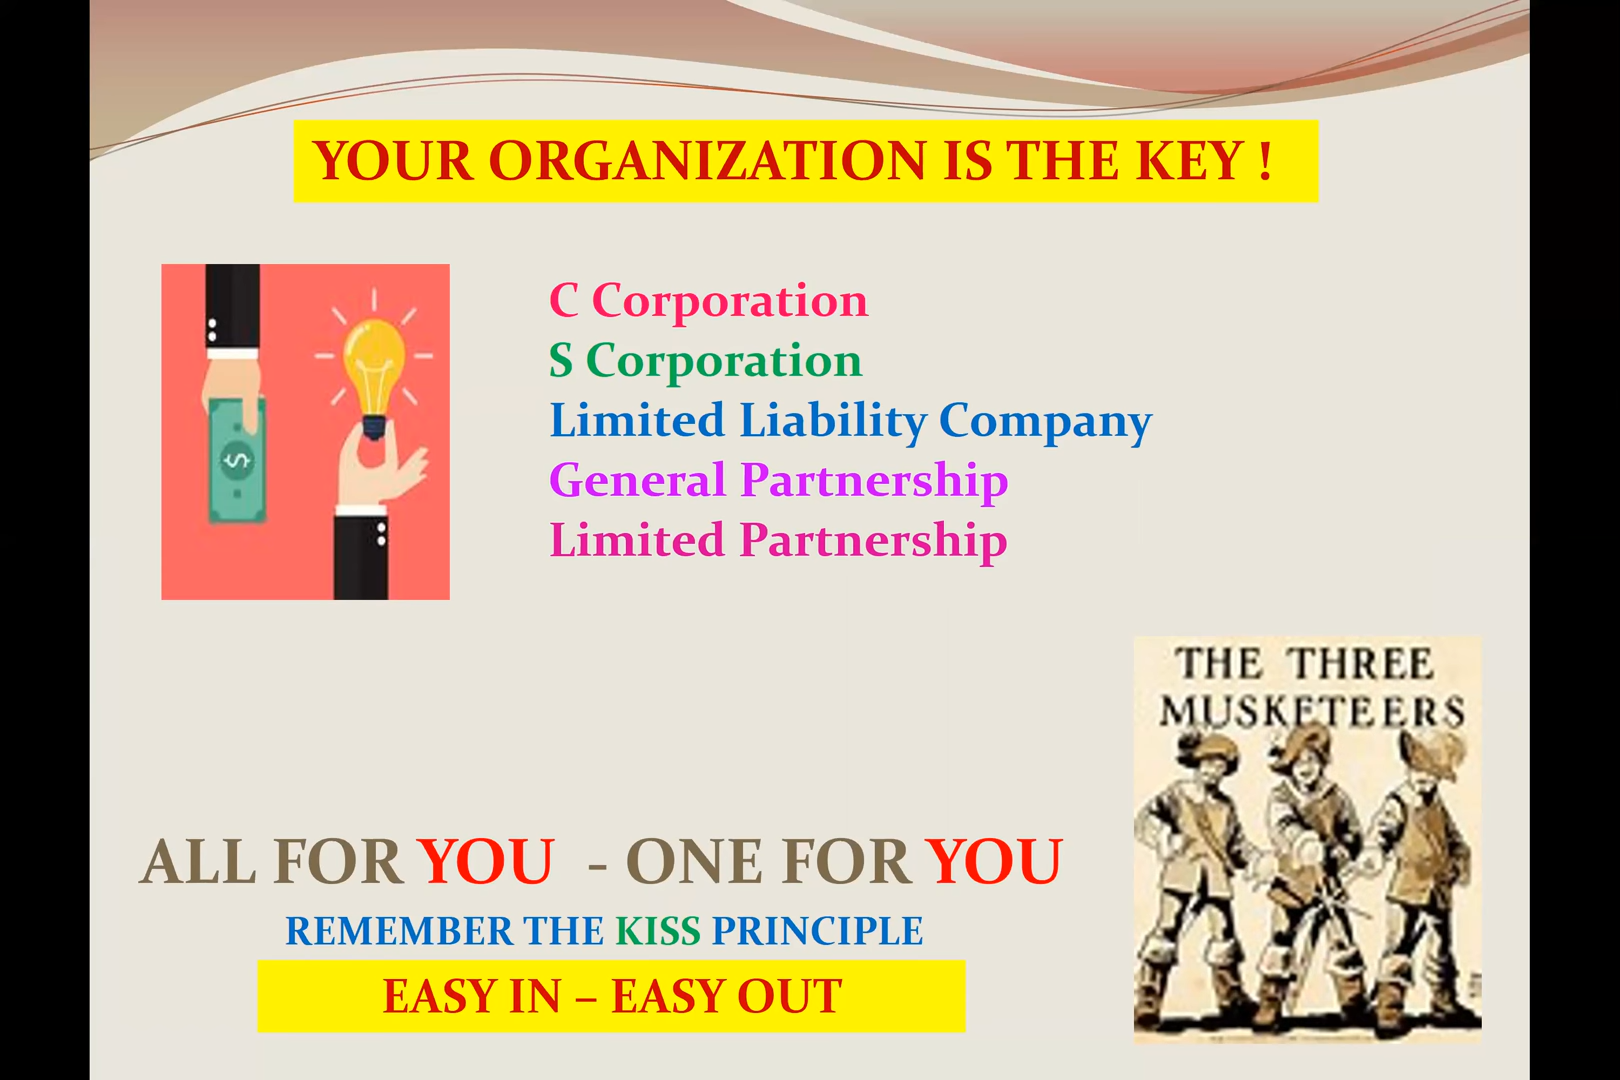 YOUR ORGANIZATION IS THE KEY !
C Corporation
S Corporation
Limited Liability Company
General Partnership
Limited Partnership
$
THE THREE
MUSKETEERS
ALL FOR YOU - ONE FOR YOU
REMEMBER THE KISS PRINCIPLE
EASY IN – EASY OUT